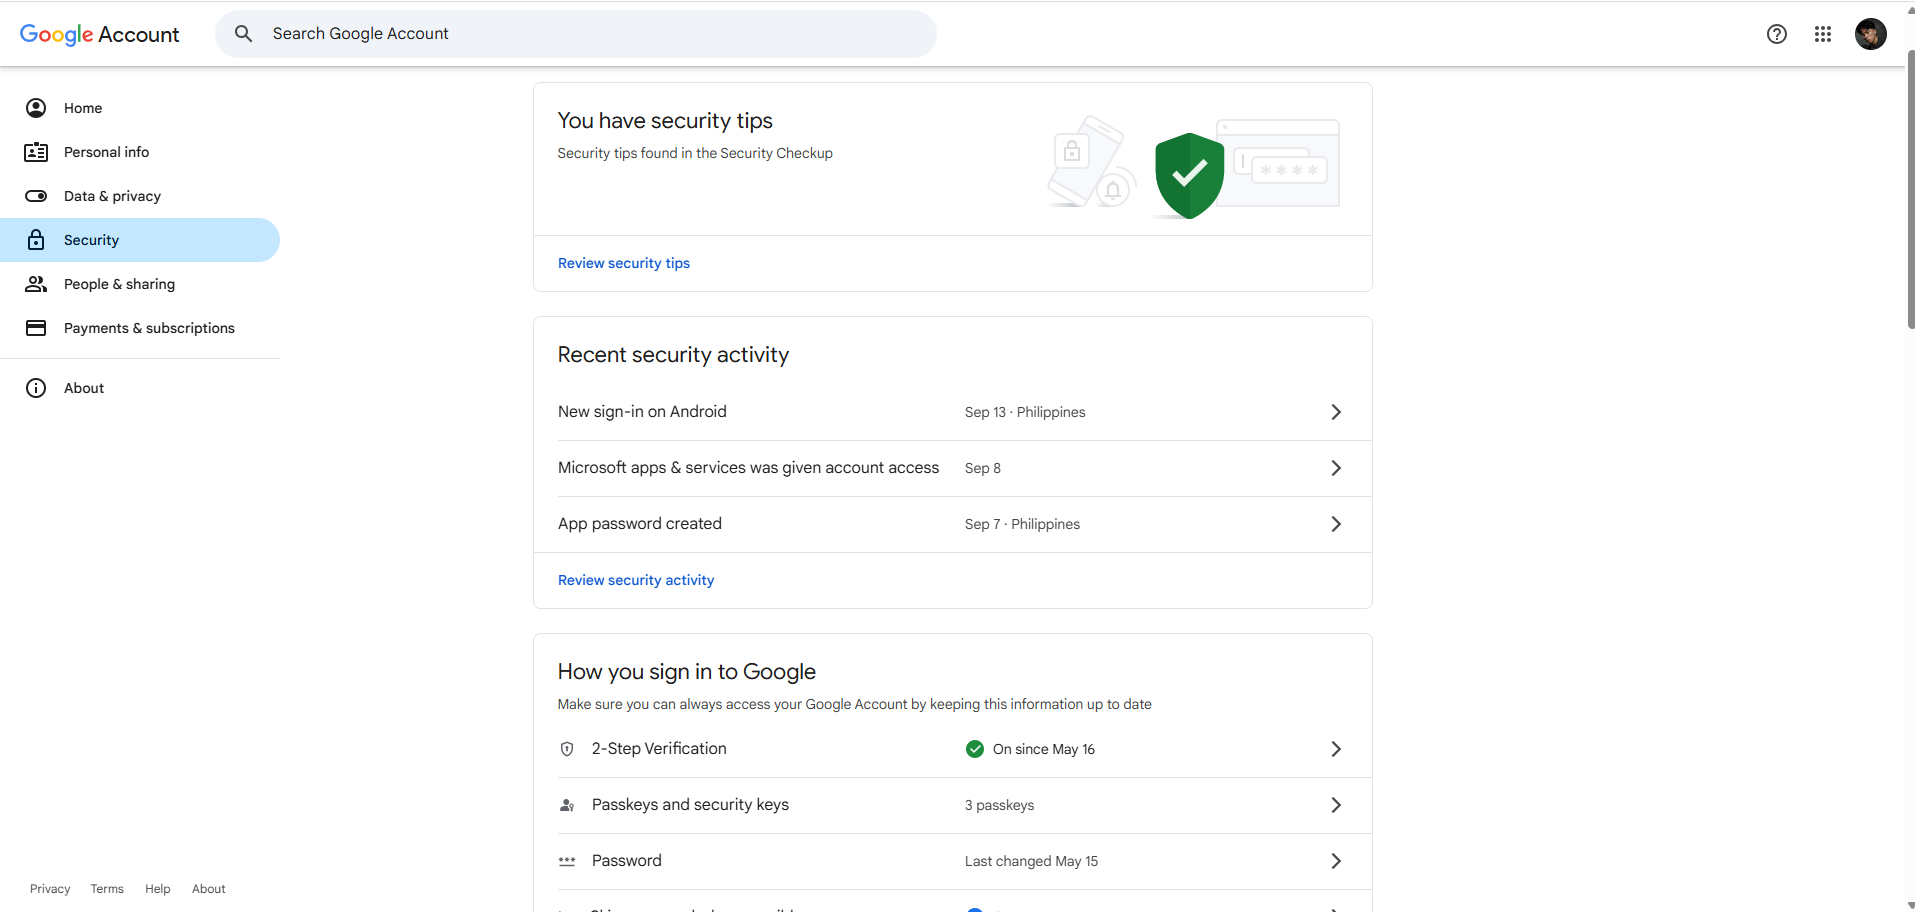 Google Account
Search Google Account
Home
Personal info
Data & privacy
Security
People & sharing
Payments & subscriptions
About
You have security tips
Security tips found in the Security Checkup
****
Review security tips
Recent security activity
New sign-in on Android
Sep 13 · Philippines
Microsoft apps & services was given account access
Sep 8
App password created
Sep 7 · Philippines
Review security activity
How you sign in to Google
Make sure you can always access your Google Account by keeping this information up to date
2-Step Verification
On since May 16
Passkeys and security keys
3 passkeys
Password
Last changed May 15
Privacy
Terms
Help
About